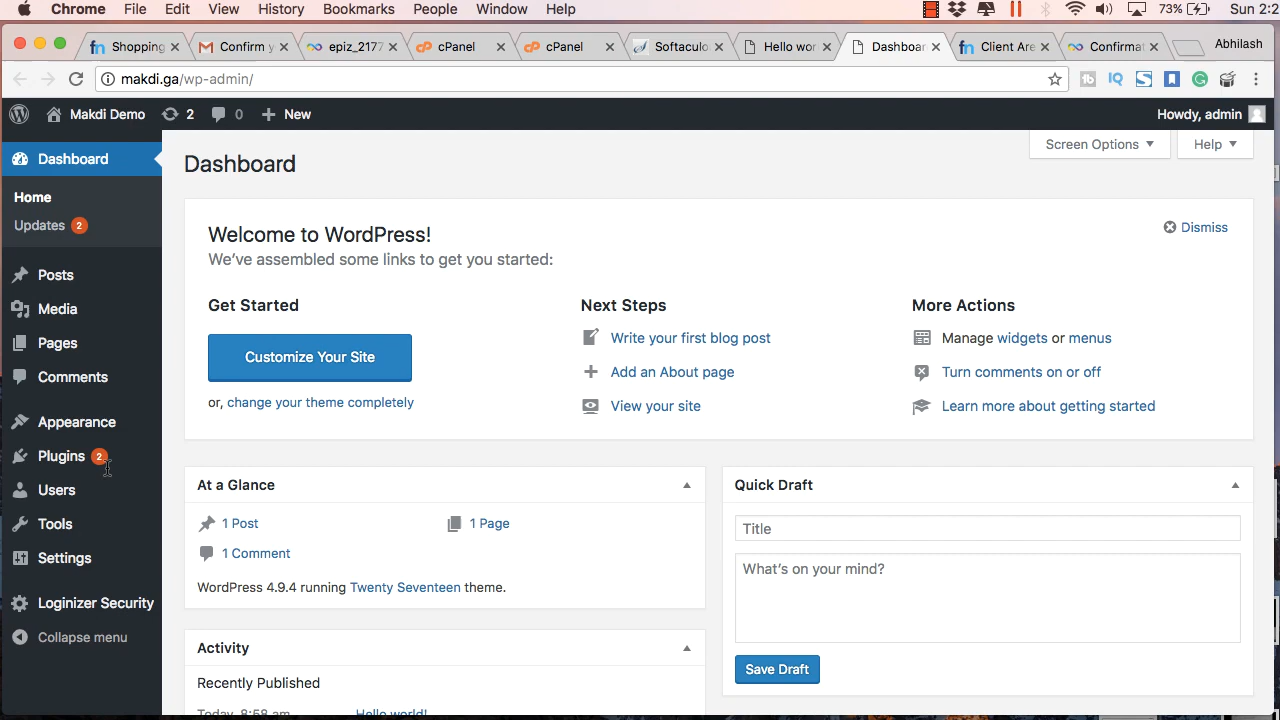 Chrome File Edit View History Bookmarks People Window Help 73% Sun 2:2
Shopping Confirm y epiz_2177 cPanel cPanel Softaculo Hello wor Dashboar Client Are Confirmat Abhilash
makdi.ga/wp-admin/
Makdi Demo 2 0 New Howdy, admin
Dashboard
Home
Updates 2
Posts
Media
Pages
Comments
Appearance
Plugins 2
Users
Tools
Settings
Loginizer Security
Collapse menu
Screen Options Help
Dashboard
Welcome to WordPress!
Dismiss
We've assembled some links to get you started:
Get Started
Customize Your Site
or, change your theme completely
Next Steps
Write your first blog post
Add an About page
View your site
More Actions
Manage widgets or menus
Turn comments on or off
Learn more about getting started
At a Glance
1 Post 1 Page
1 Comment
WordPress 4.9.4 running Twenty Seventeen theme.
Activity
Recently Published
Today, 8:58 am Hello world!
Quick Draft
Title
What's on your mind?
Save Draft